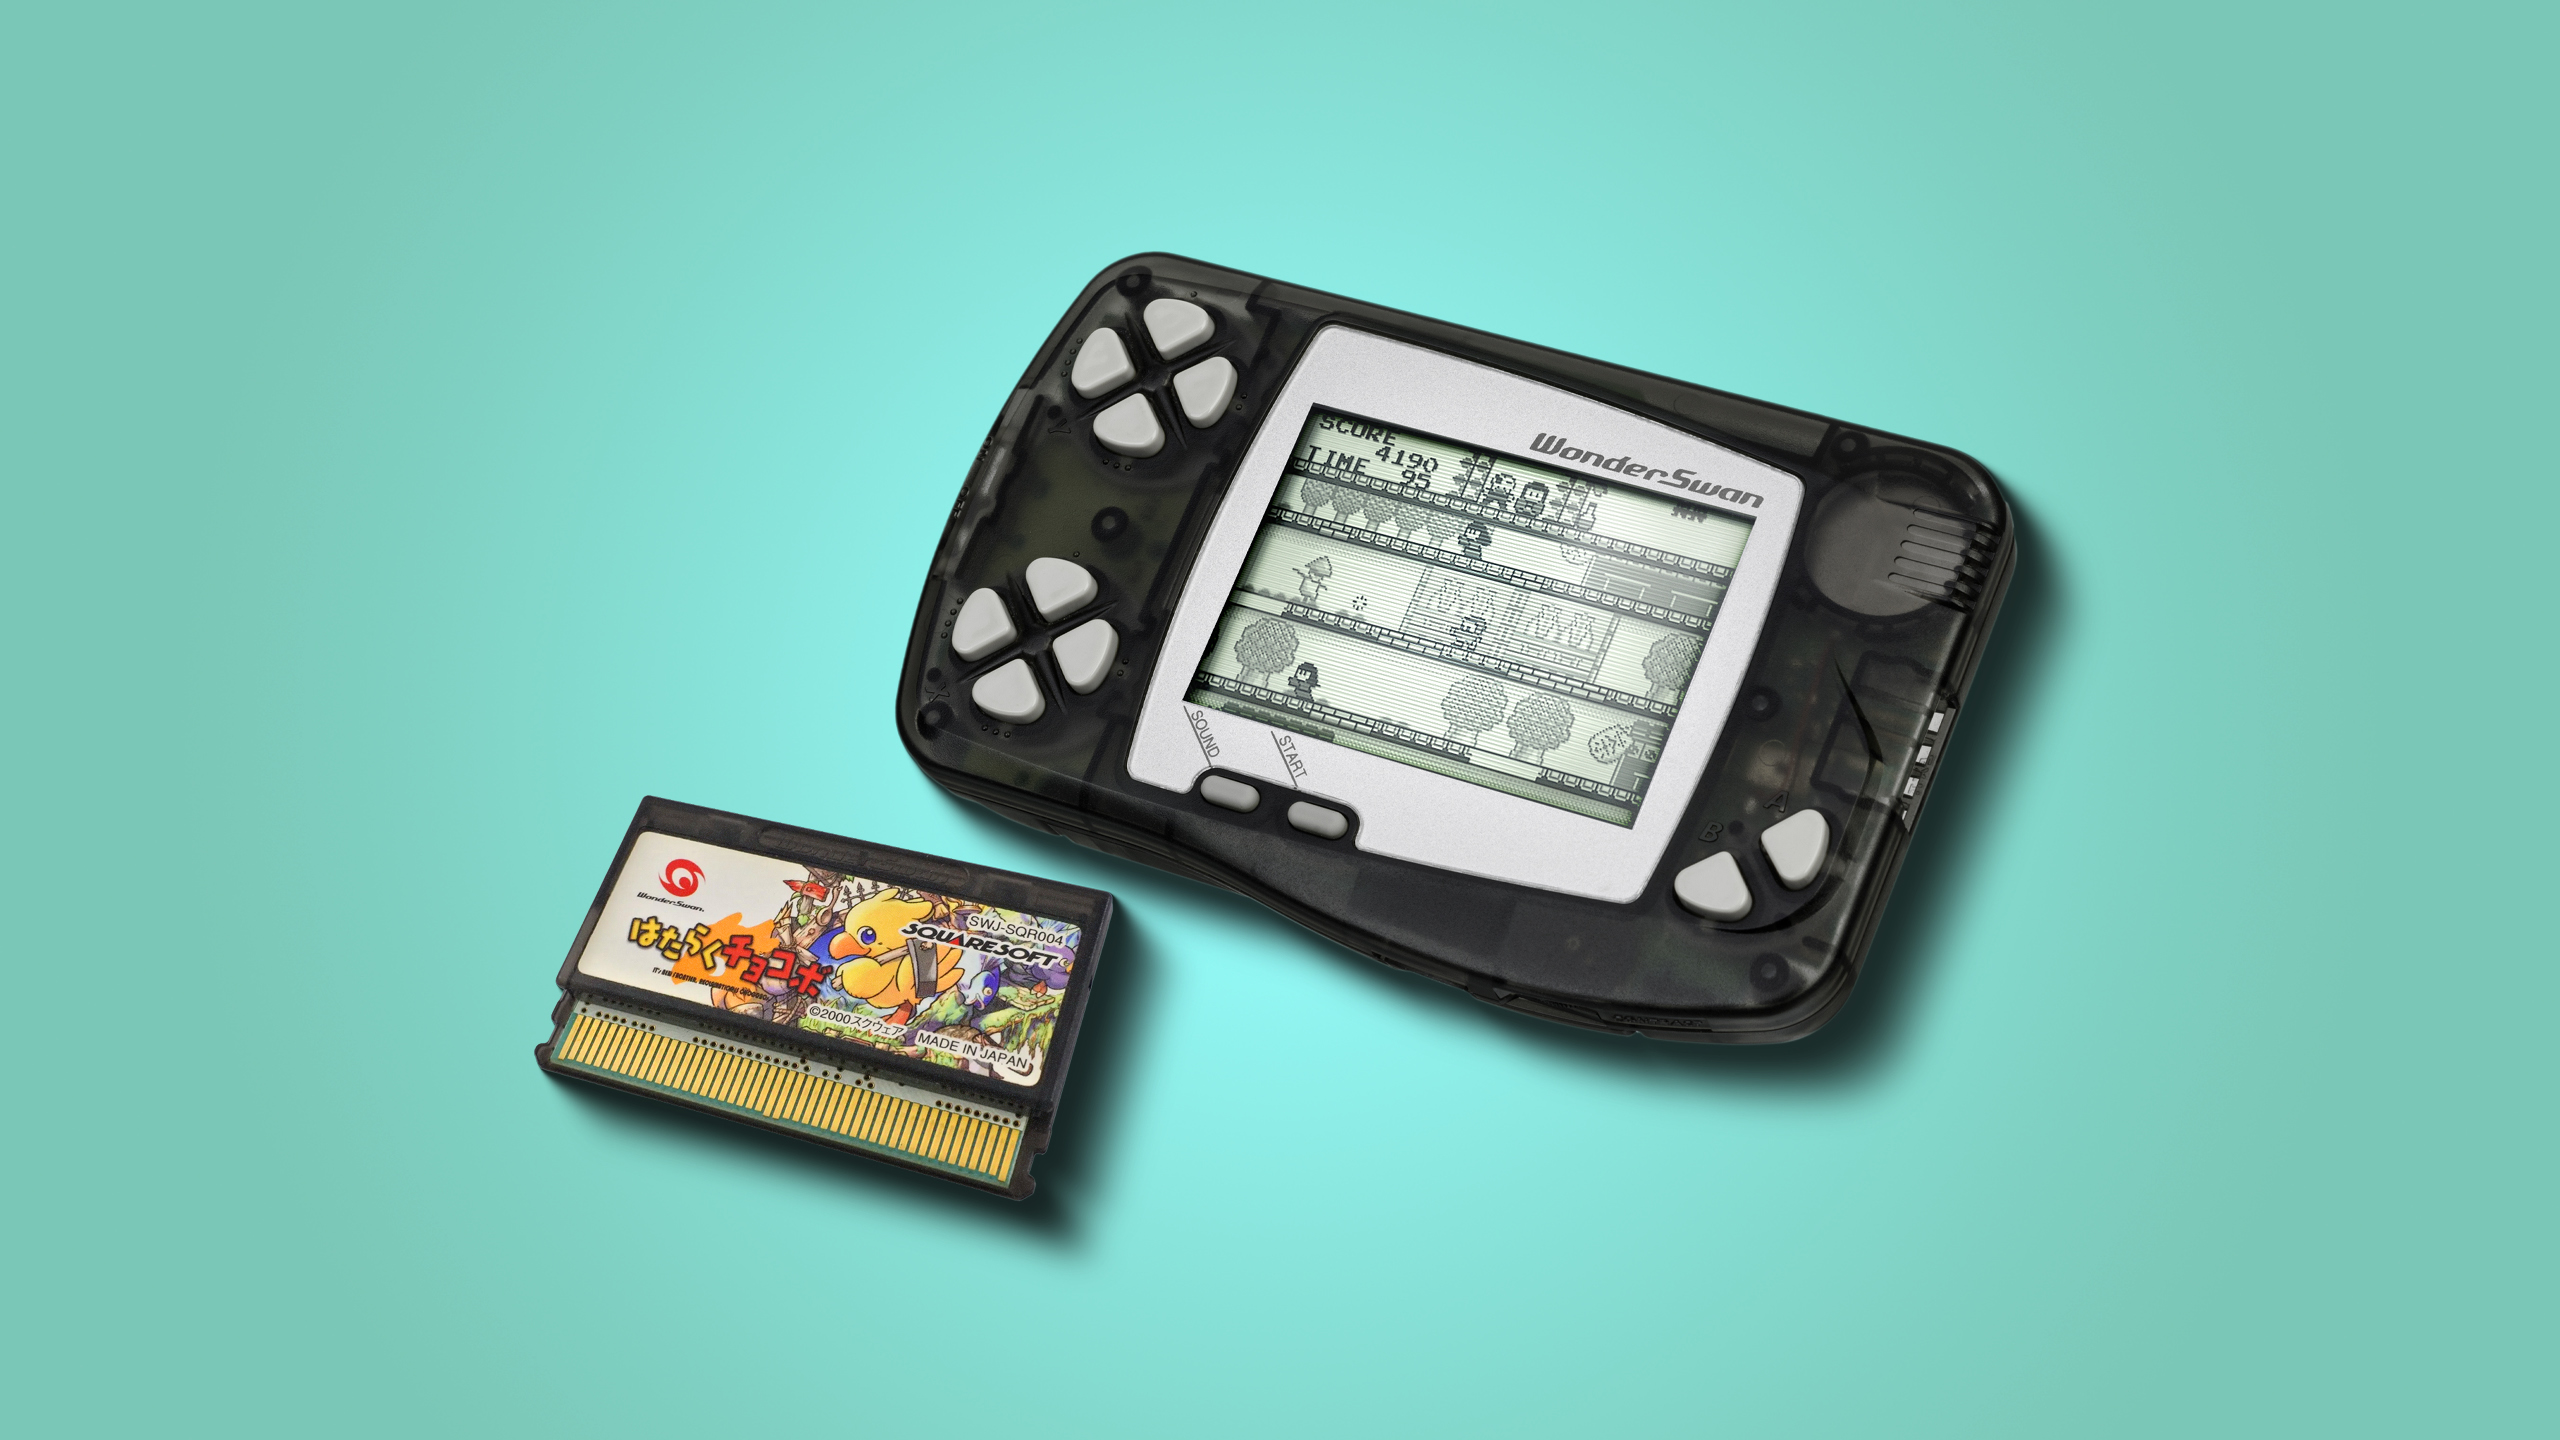 WonderSwan
SCORE
4190
TIME 95
SOUND
START
A
B
X
Y
WonderSwan.
はたらくチョコボ
SWJ-SQR004
SQUARESOFT
©2000スクウェア
MADE IN JAPAN